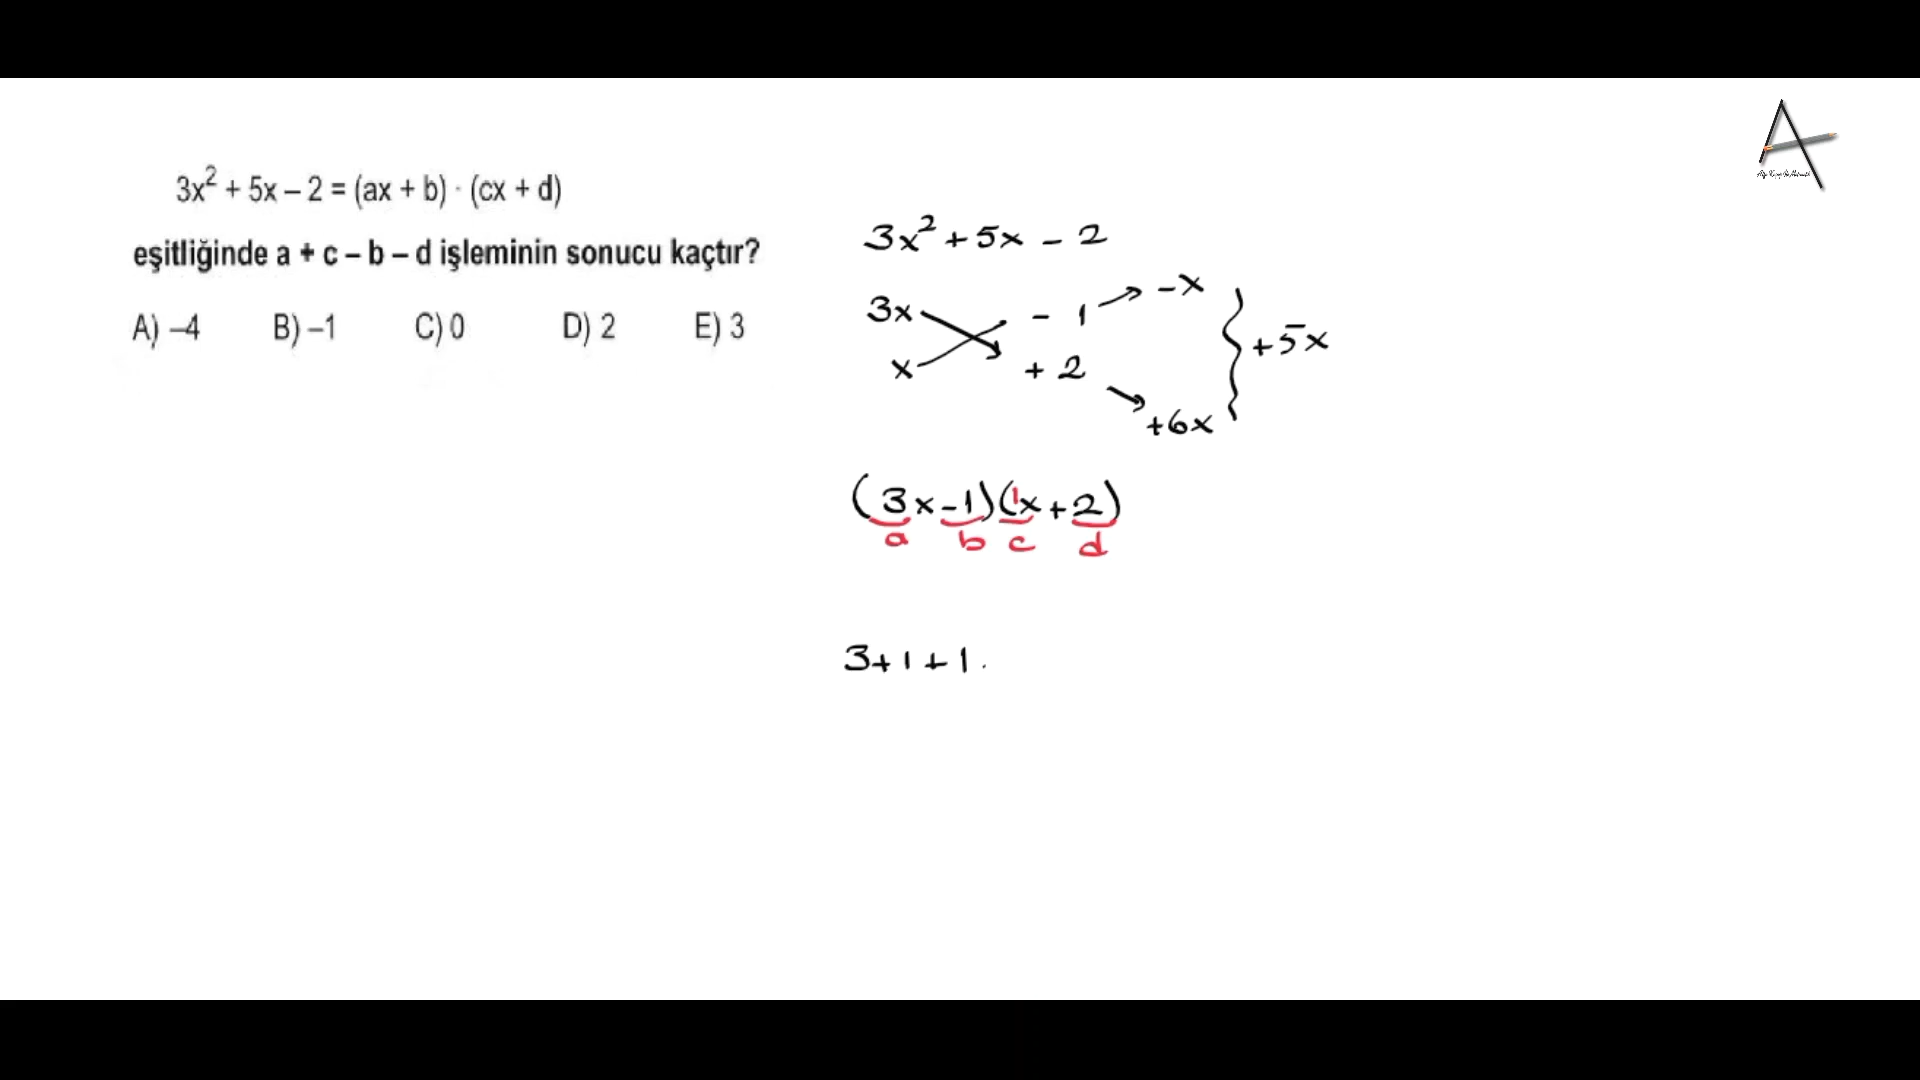 3x² + 5x – 2 = (ax + b) · (cx + d)
eşitliğinde a + c – b – d işleminin sonucu kaçtır?
A) –4 B) –1 C) 0 D) 2 E) 3
3x² + 5x - 2
3x - 1 → -x
x + 2 → +6x
} +5x
(3x-1)(1x+2)
a b c d
3+1+1.